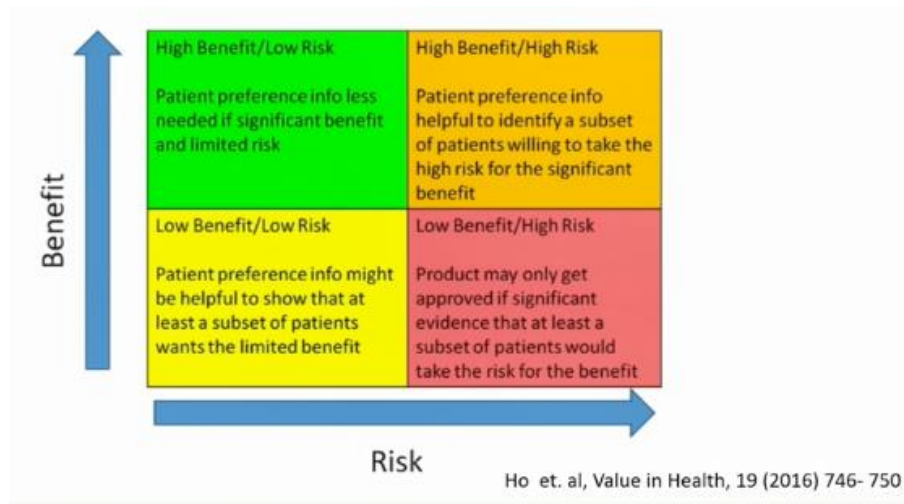 Benefit
High Benefit/Low Risk
Patient preference info less
needed if significant benefit
and limited risk
High Benefit/High Risk
Patient preference info
helpful to identify a subset
of patients willing to take the
high risk for the significant
benefit
Low Benefit/Low Risk
Patient preference info might
be helpful to show that at
least a subset of patients
wants the limited benefit
Low Benefit/High Risk
Product may only get
approved if significant
evidence that at least a
subset of patients would
take the risk for the benefit
Risk
Ho et. al, Value in Health, 19 (2016) 746- 750